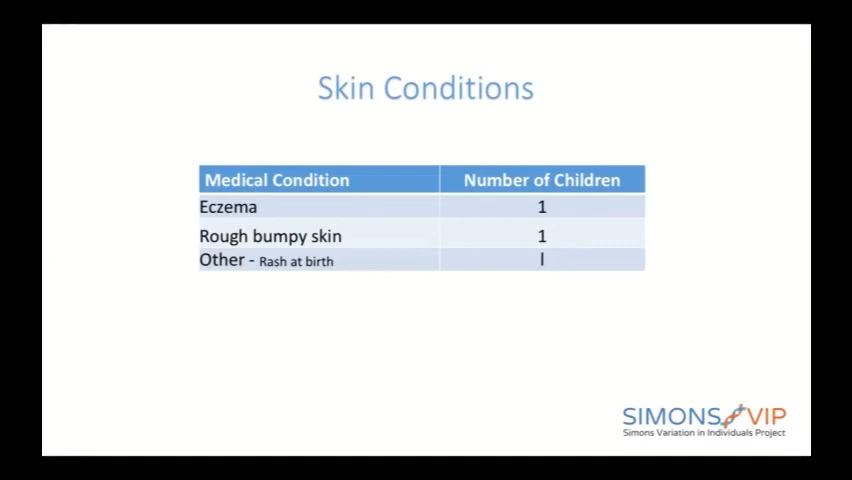 Skin Conditions
Medical Condition Number of Children
Eczema 1
Rough bumpy skin 1
Other - Rash at birth l
SIMONS VIP
Simons Variation in Individuals Project